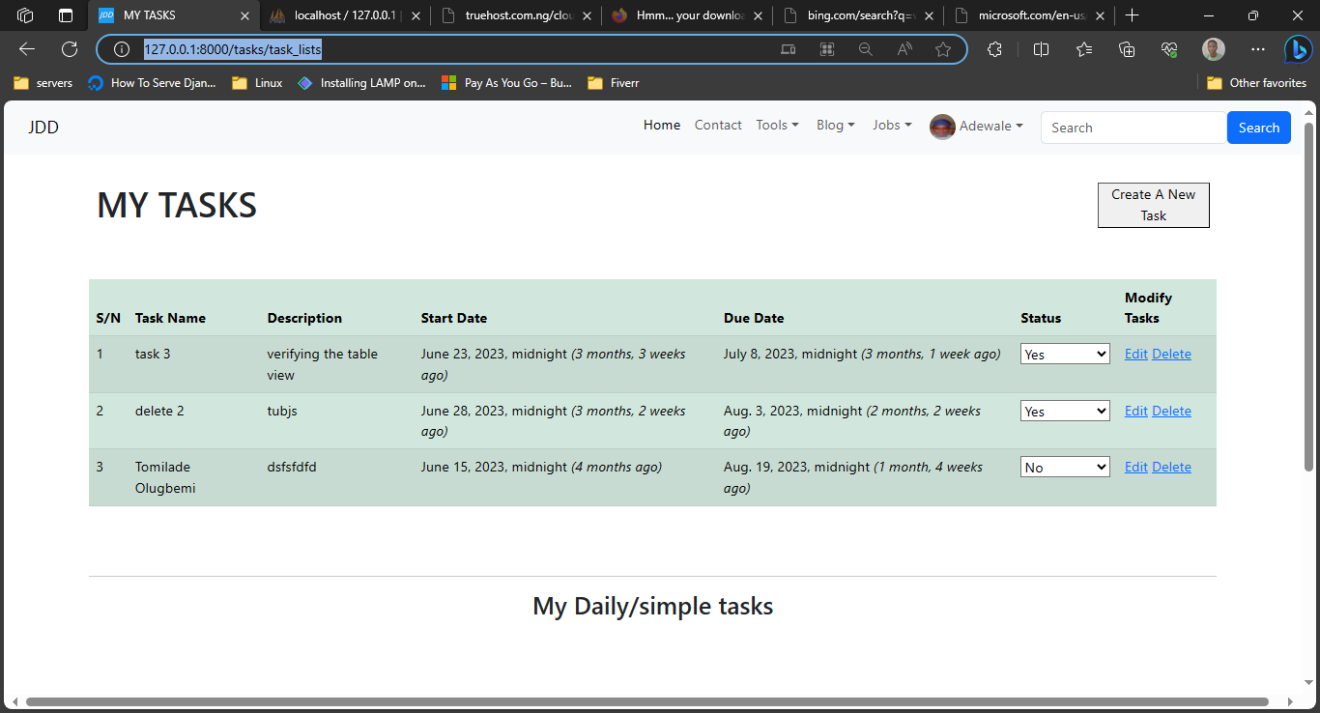 MY TASKS
localhost / 127.0.0.1 |
truehost.com.ng/clou
Hmm... your downloa
bing.com/search?q=
microsoft.com/en-us
127.0.0.1:8000/tasks/task_lists
servers
How To Serve Djan...
Linux
Installing LAMP on...
Pay As You Go – Bu...
Fiverr
Other favorites
JDD
Home Contact Tools Blog Jobs Adewale Search Search
MY TASKS
Create A New
Task
Modify
S/N Task Name Description Start Date Due Date Status Tasks
1 task 3 verifying the table June 23, 2023, midnight (3 months, 3 weeks July 8, 2023, midnight (3 months, 1 week ago) Yes Edit Delete
view ago)
2 delete 2 tubjs June 28, 2023, midnight (3 months, 2 weeks Aug. 3, 2023, midnight (2 months, 2 weeks Yes Edit Delete
ago) ago)
3 Tomilade dsfsfdfd June 15, 2023, midnight (4 months ago) Aug. 19, 2023, midnight (1 month, 4 weeks No Edit Delete
Olugbemi ago)
My Daily/simple tasks